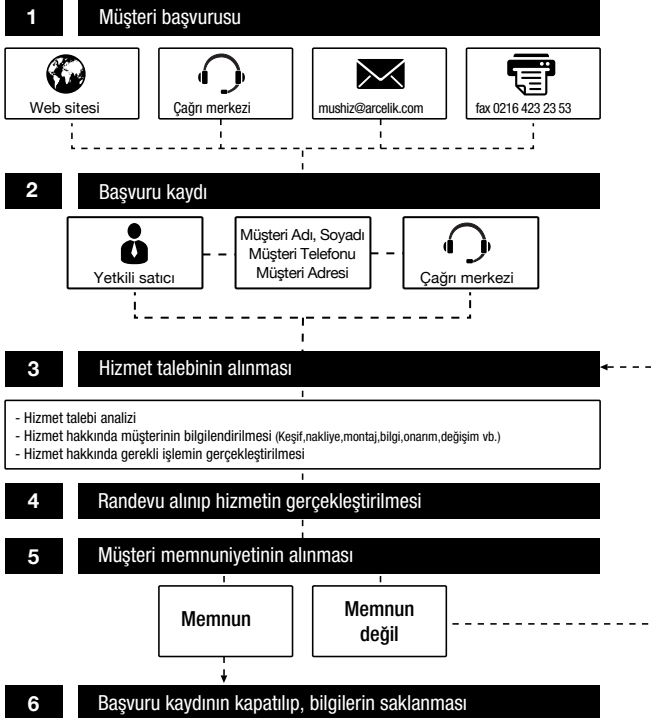 1 Müşteri başvurusu
Web sitesi
Çağrı merkezi
mushiz@arcelik.com
fax 0216 423 23 53
2 Başvuru kaydı
Yetkili satıcı
Müşteri Adı, Soyadı
Müşteri Telefonu
Müşteri Adresi
Çağrı merkezi
3 Hizmet talebinin alınması
- Hizmet talebi analizi
- Hizmet hakkında müşterinin bilgilendirilmesi (Keşif,nakliye,montaj,bilgi,onarım,değişim vb.)
- Hizmet hakkında gerekli işlemin gerçekleştirilmesi
4 Randevu alınıp hizmetin gerçekleştirilmesi
5 Müşteri memnuniyetinin alınması
Memnun
Memnun
değil
6 Başvuru kaydının kapatılıp, bilgilerin saklanması